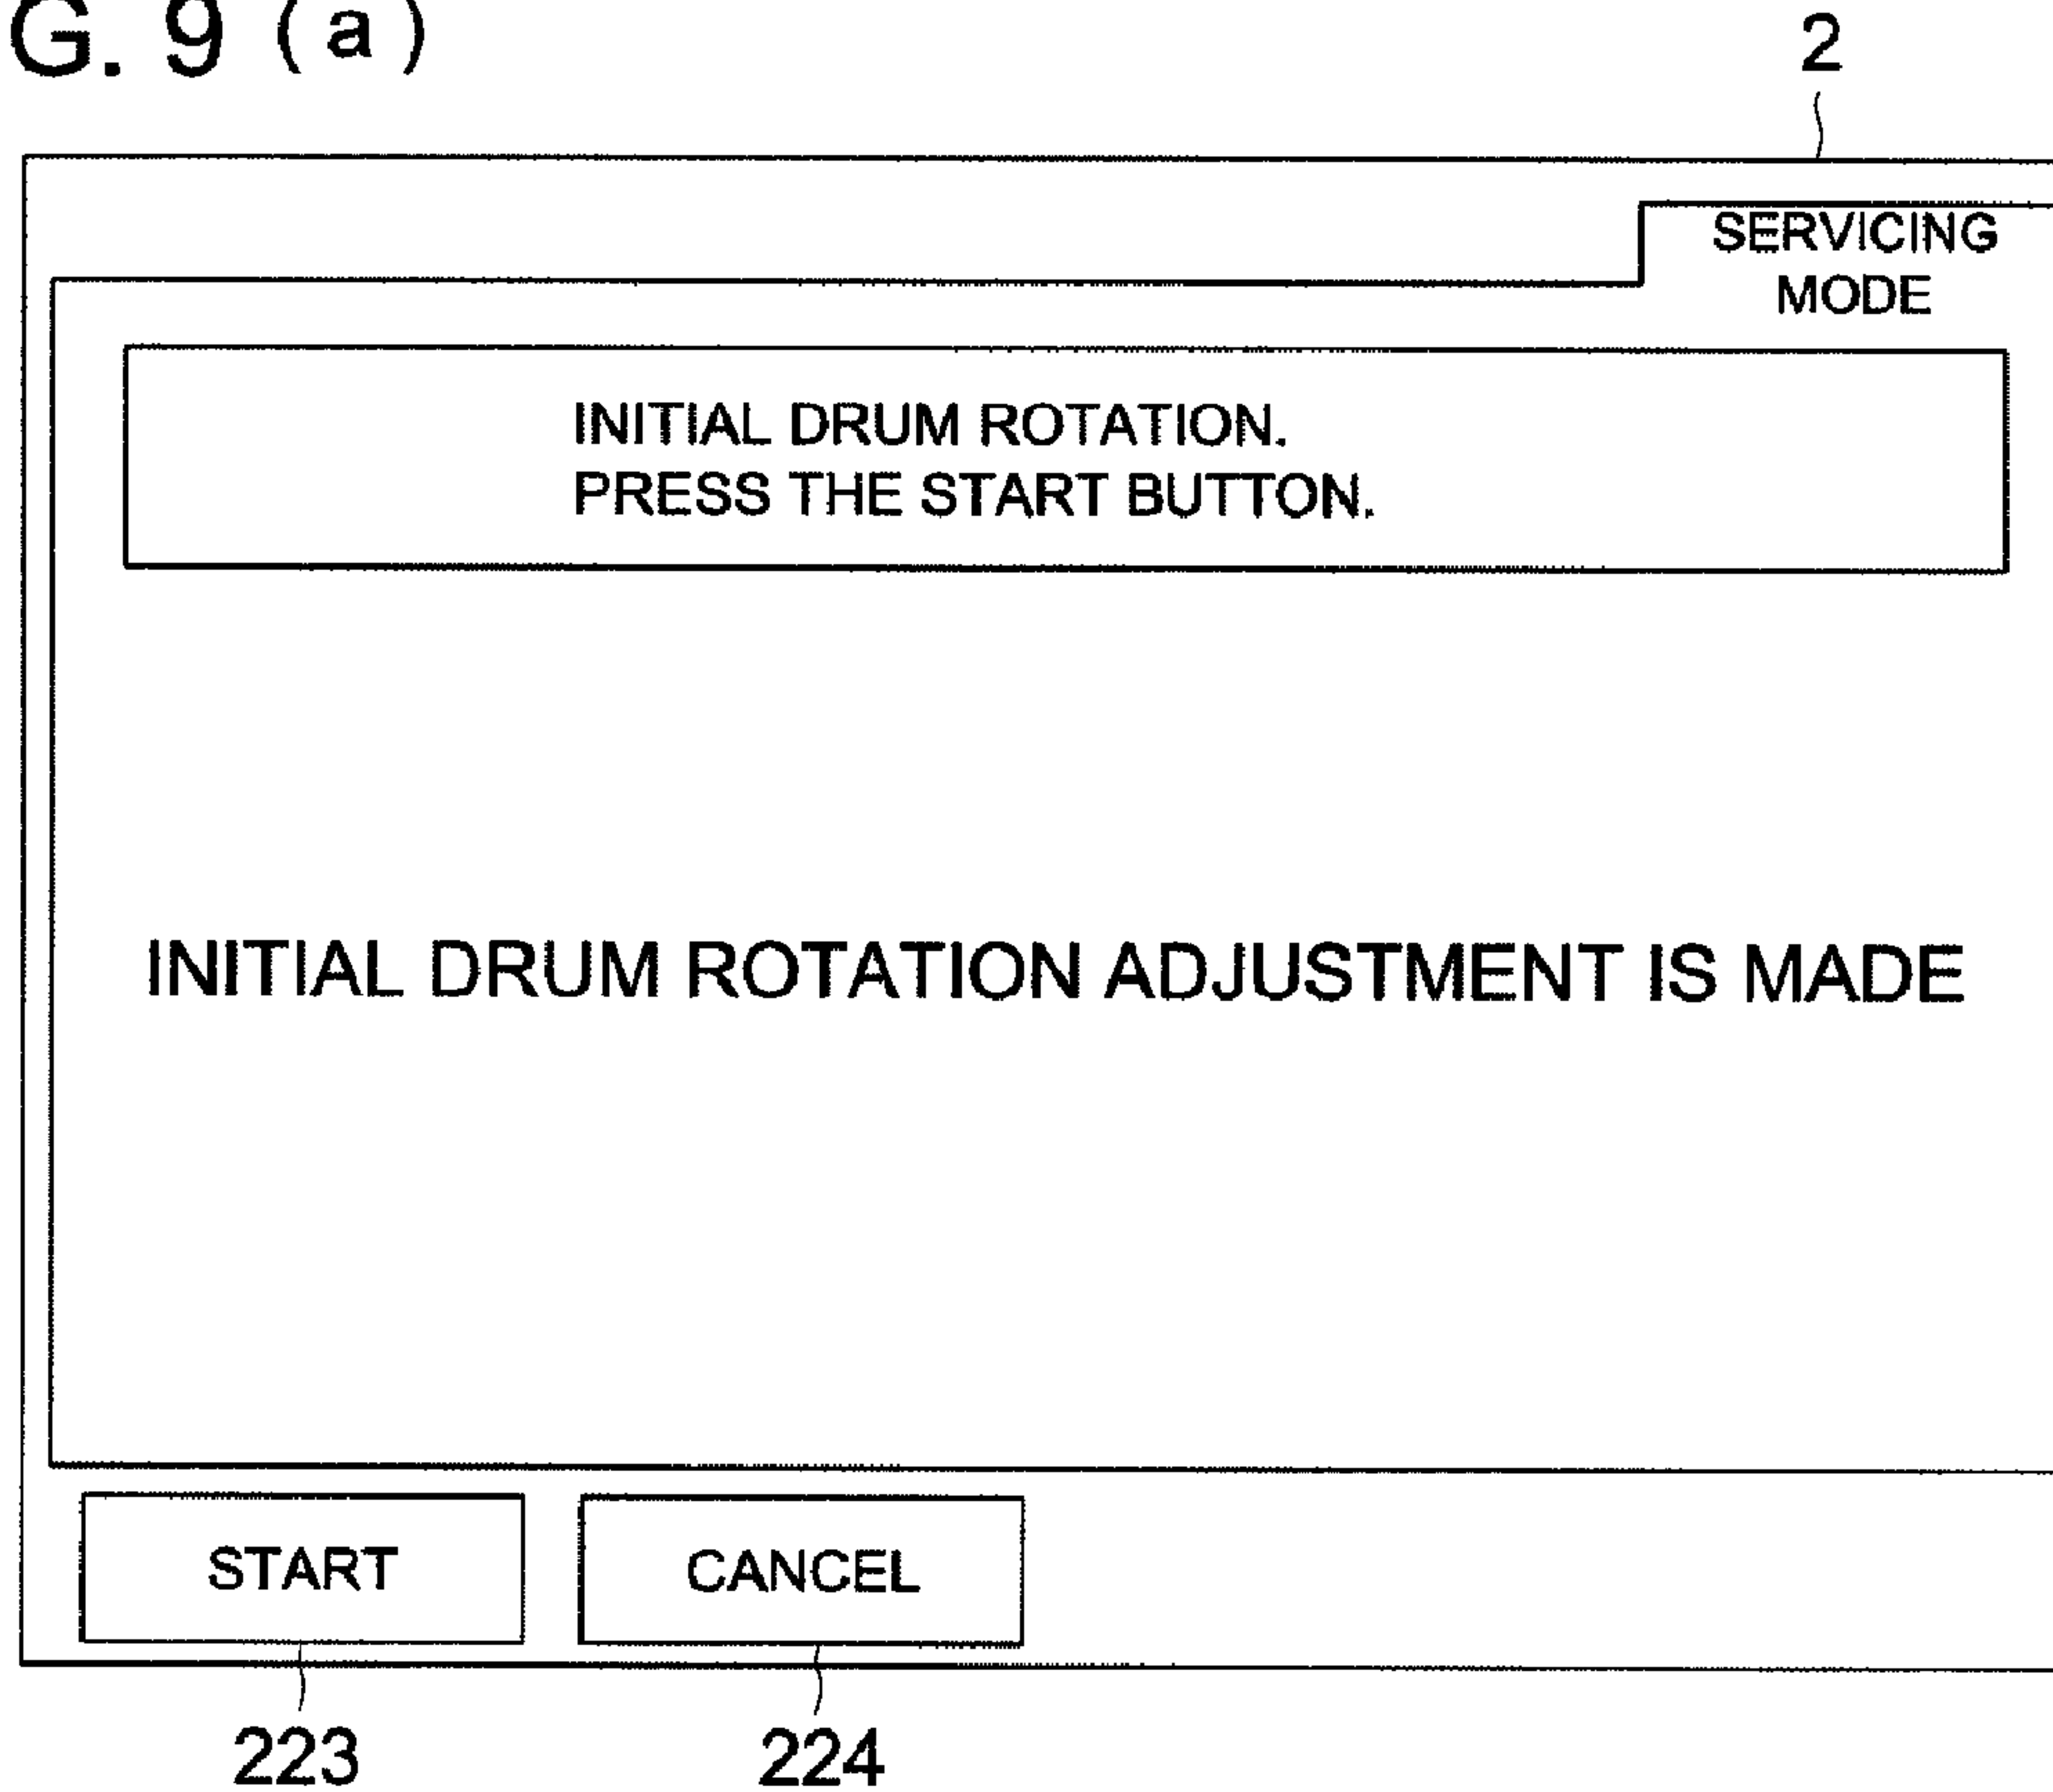 G. 9 (a)
2
SERVICING
MODE
INITIAL DRUM ROTATION.
PRESS THE START BUTTON.
INITIAL DRUM ROTATION ADJUSTMENT IS MADE
START
CANCEL
223
224